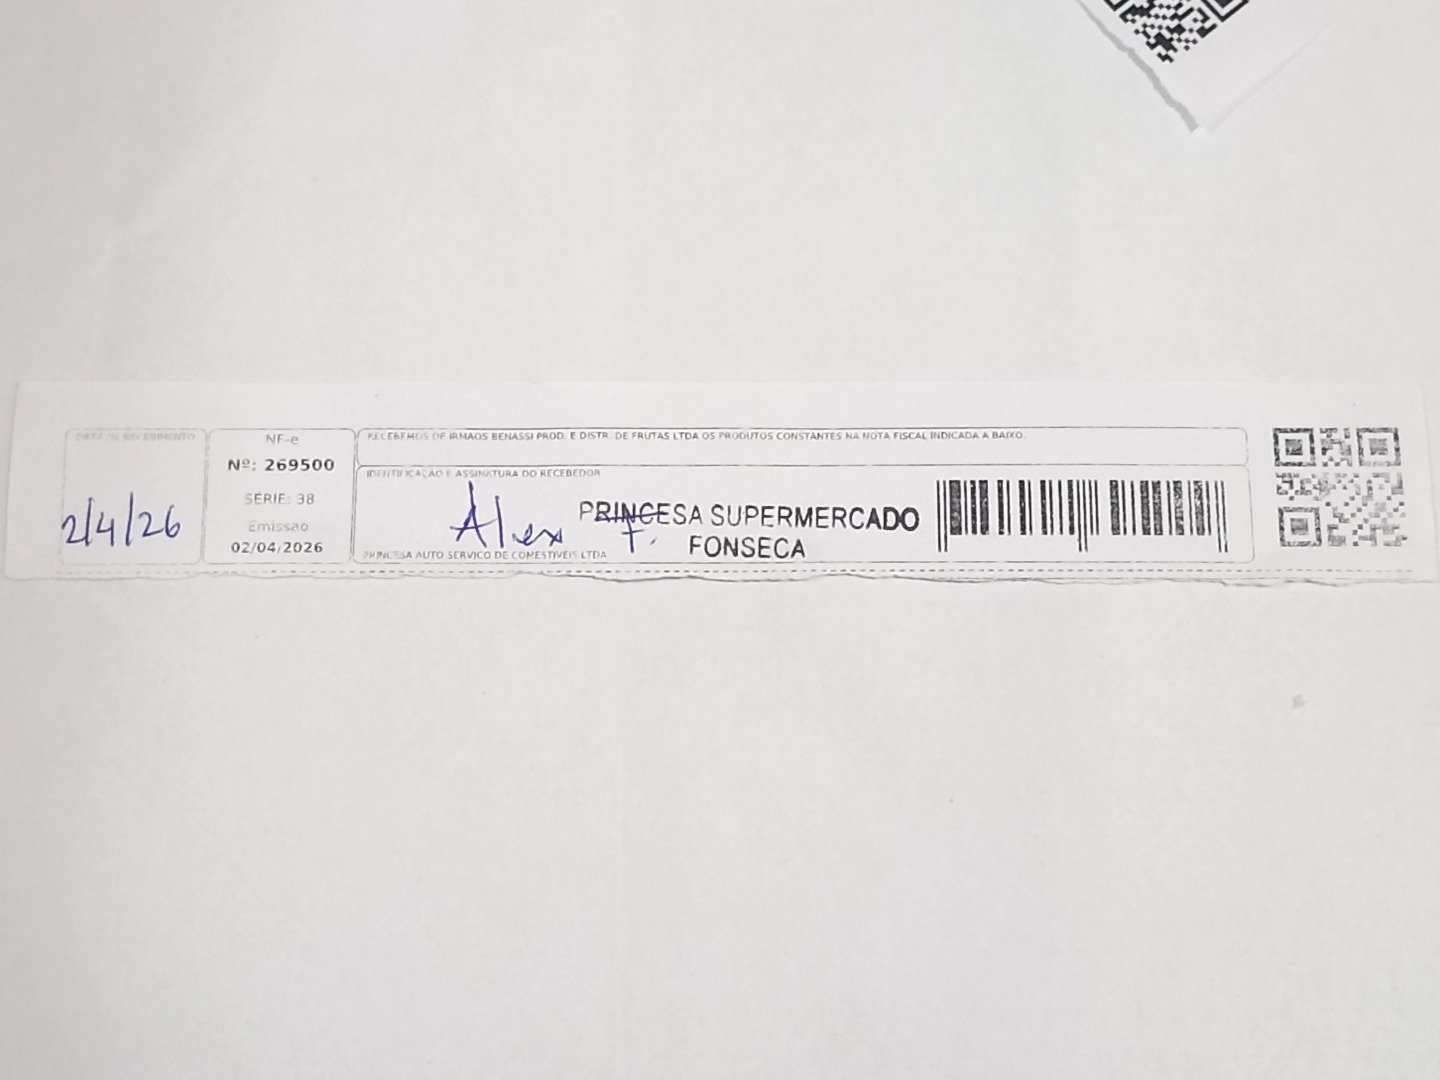 DATA DE RECEBIMENTO
2/4/26
NF-e
Nº: 269500
SÉRIE: 38
Emissao
02/04/2026
RECEBEMOS DE IRMAOS BENASSI PROD. E DISTR. DE FRUTAS LTDA OS PRODUTOS CONSTANTES NA NOTA FISCAL INDICADA A BAIXO.
IDENTIFICAÇÃO E ASSINATURA DO RECEBEDOR
Alex F.
PRINCESA SUPERMERCADO
FONSECA
PRINCESA AUTO SERVICO DE COMESTIVEIS LTDA